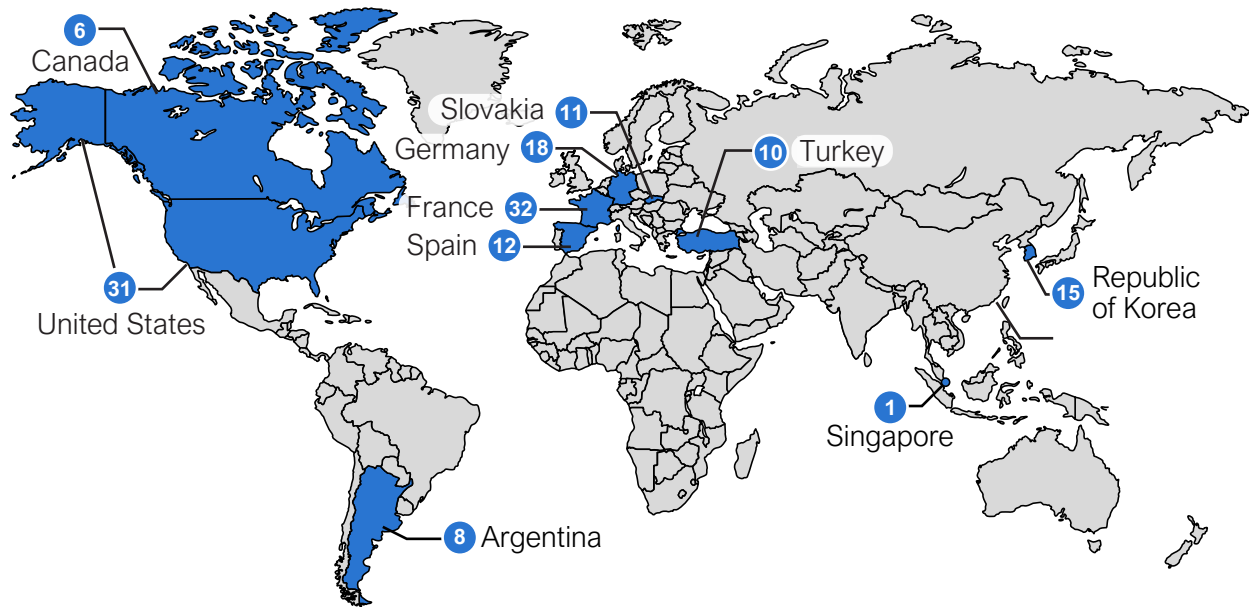 6
Canada
Slovakia 11
Germany 18
10 Turkey
France 32
Spain 12
31
United States
15 Republic
of Korea
1
Singapore
8 Argentina